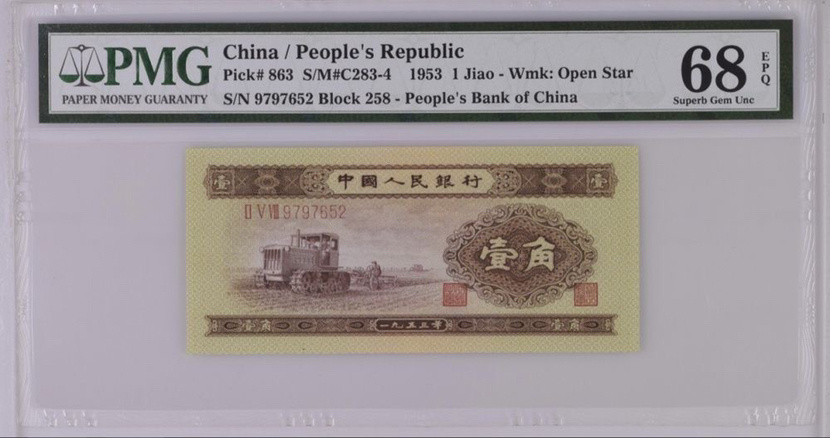 PMG
PAPER MONEY GUARANTY
China / People's Republic
Pick# 863 S/M#C283-4 1953 1 Jiao - Wmk: Open Star
S/N 9797652 Block 258 - People's Bank of China
68 EPQ
Superb Gem Unc
壹 中國人民銀行 壹
II V VIII 9797652
壹角
壹角 一九五三年 壹角